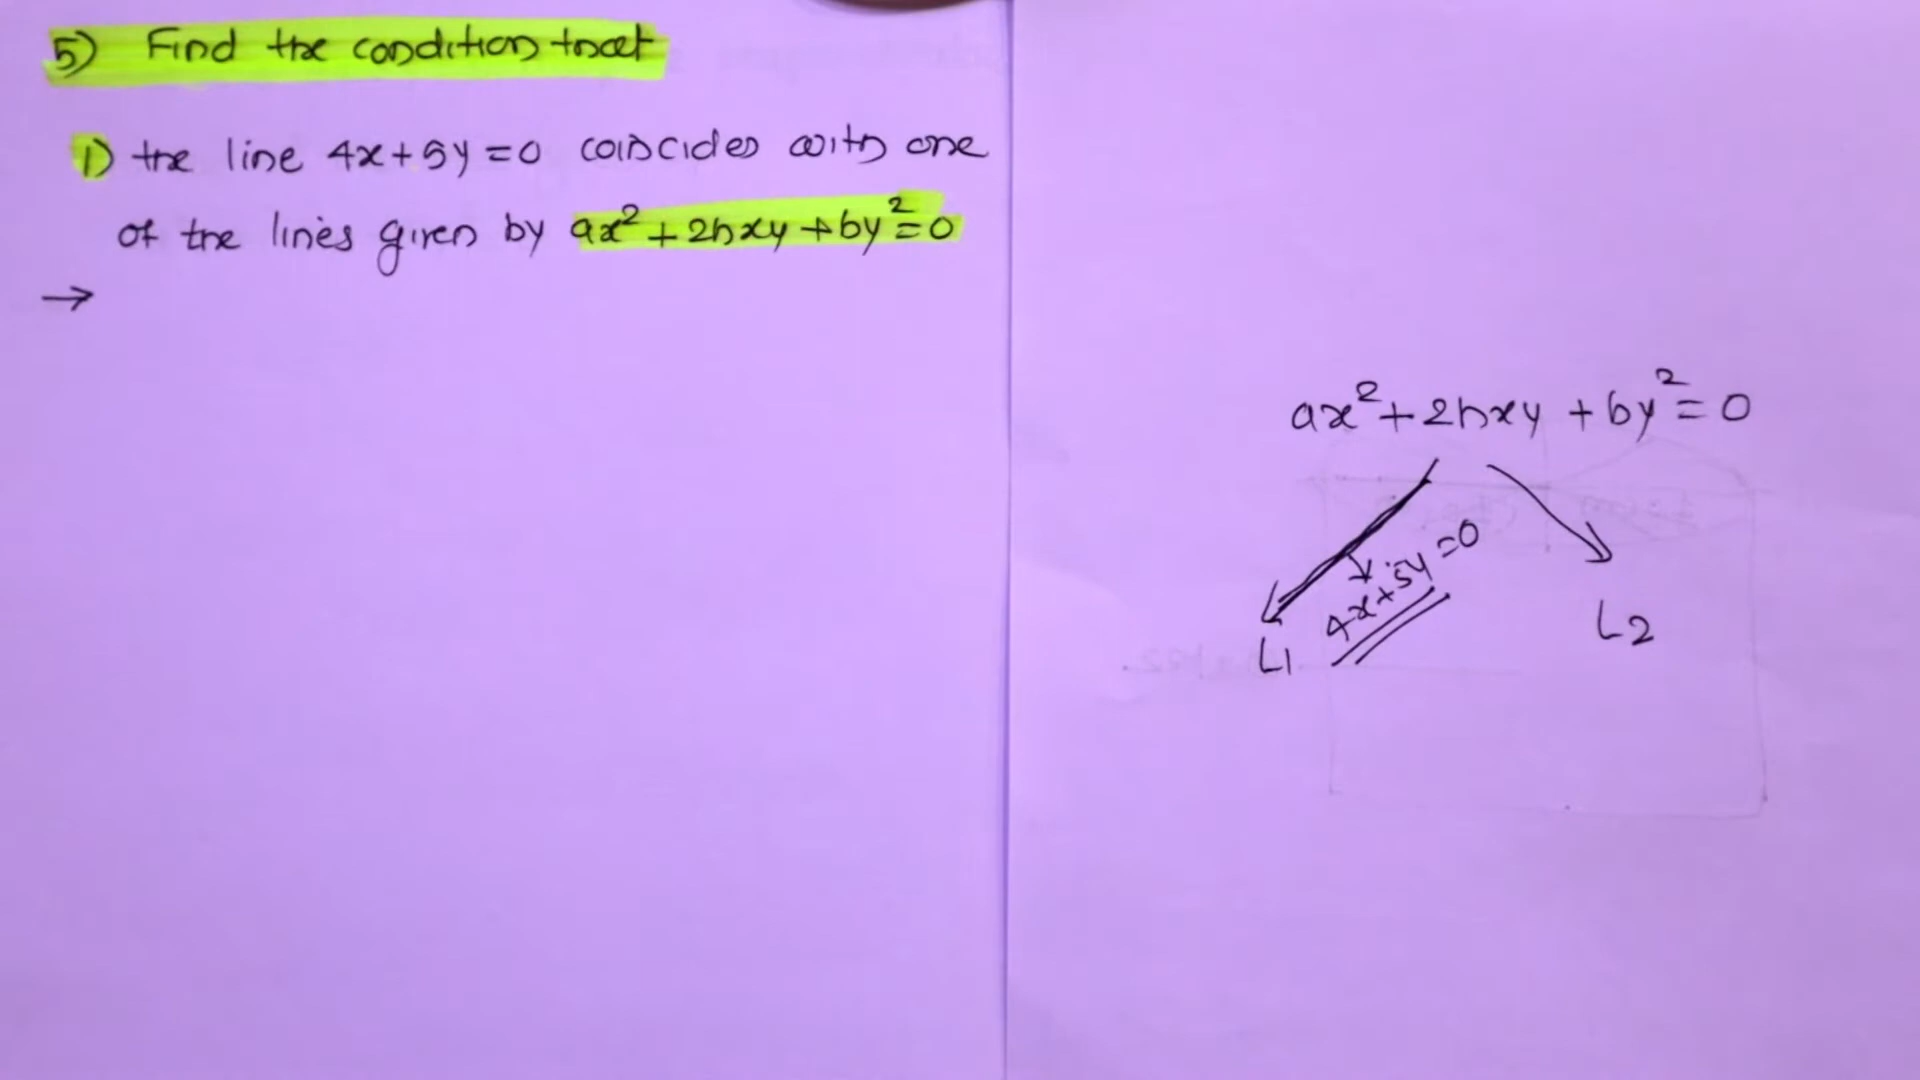 5) Find the condition that
1) the line 4x+5y=0 coincides with one
of the lines given by ax²+2hxy+by²=0
→
ax²+2hxy+by²=0
4x+5y=0
L1
L2